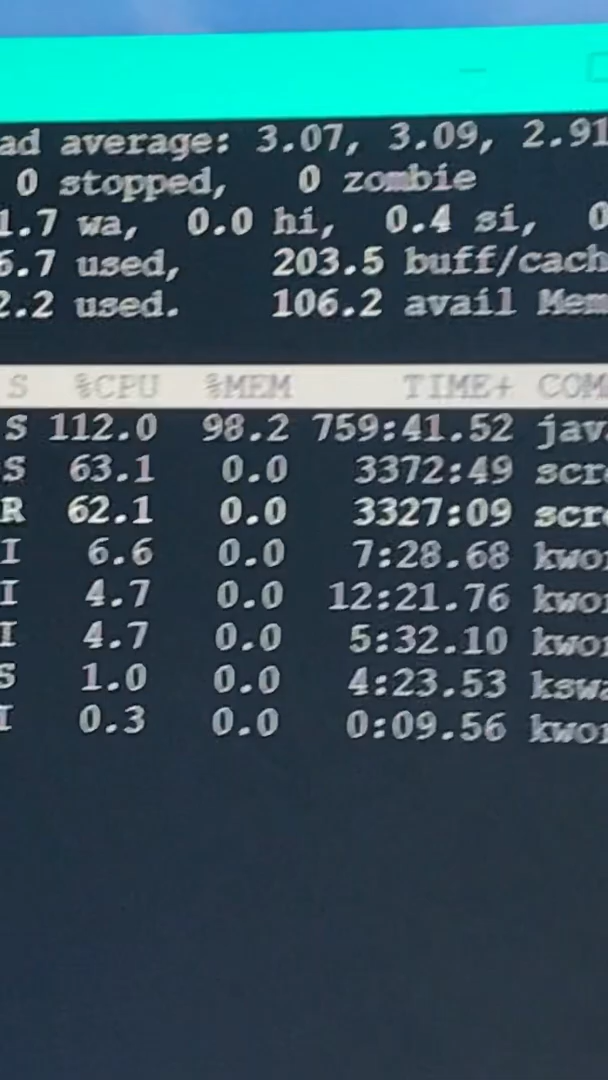 ad average: 3.07, 3.09, 2.91
0 stopped, 0 zombie
1.7 wa, 0.0 hi, 0.4 si, 0
6.7 used, 203.5 buff/cach
2.2 used. 106.2 avail Mem
S %CPU %MEM TIME+ COM
S 112.0 98.2 759:41.52 jav
S 63.1 0.0 3372:49 scr
R 62.1 0.0 3327:09 scr
I 6.6 0.0 7:28.68 kwor
I 4.7 0.0 12:21.76 kwor
I 4.7 0.0 5:32.10 kwor
S 1.0 0.0 4:23.53 kswa
I 0.3 0.0 0:09.56 kwor